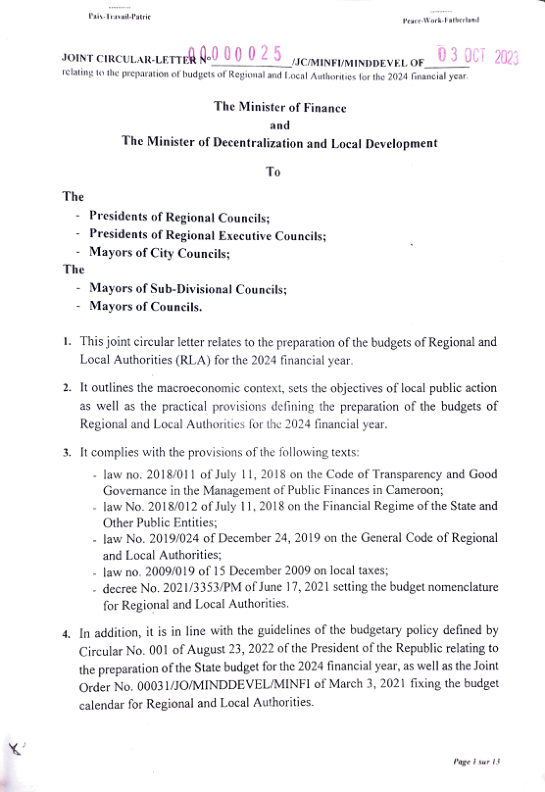 Paix-Travail-Patrie
Peace-Work-Fatherland
JOINT CIRCULAR-LETTER N° 00000025 /JC/MINFI/MINDDEVEL OF 03 OCT 2023
relating to the preparation of budgets of Regional and Local Authorities for the 2024 financial year.
The Minister of Finance
and
The Minister of Decentralization and Local Development
To
The
- Presidents of Regional Councils;
- Presidents of Regional Executive Councils;
- Mayors of City Councils;
The
- Mayors of Sub-Divisional Councils;
- Mayors of Councils.
1. This joint circular letter relates to the preparation of the budgets of Regional and
Local Authorities (RLA) for the 2024 financial year.
2. It outlines the macroeconomic context, sets the objectives of local public action
as well as the practical provisions defining the preparation of the budgets of
Regional and Local Authorities for the 2024 financial year.
3. It complies with the provisions of the following texts:
- law no. 2018/011 of July 11, 2018 on the Code of Transparency and Good
Governance in the Management of Public Finances in Cameroon;
- law No. 2018/012 of July 11, 2018 on the Financial Regime of the State and
Other Public Entities;
- law No. 2019/024 of December 24, 2019 on the General Code of Regional
and Local Authorities;
- law no. 2009/019 of 15 December 2009 on local taxes;
- decree No. 2021/3353/PM of June 17, 2021 setting the budget nomenclature
for Regional and Local Authorities.
4. In addition, it is in line with the guidelines of the budgetary policy defined by
Circular No. 001 of August 23, 2022 of the President of the Republic relating to
the preparation of the State budget for the 2024 financial year, as well as the Joint
Order No. 00031/JO/MINDDEVEL/MINFI of March 3, 2021 fixing the budget
calendar for Regional and Local Authorities.
Page 1 sur 13